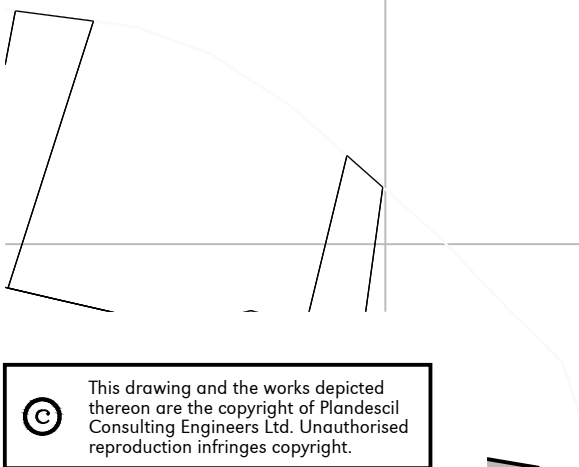 © This drawing and the works depicted
thereon are the copyright of Plandescil
Consulting Engineers Ltd. Unauthorised
reproduction infringes copyright.